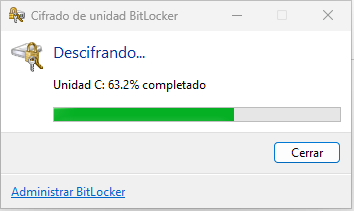 Cifrado de unidad BitLocker
Descifrando...
Unidad C: 63.2% completado
Cerrar
Administrar BitLocker